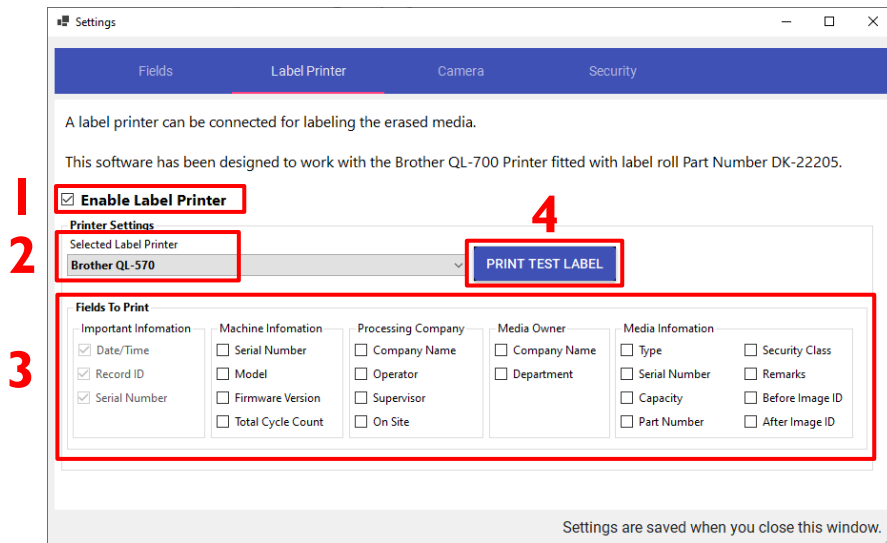 Settings
Fields Label Printer Camera Security
A label printer can be connected for labeling the erased media.
This software has been designed to work with the Brother QL-700 Printer fitted with label roll Part Number DK-22205.
1 Enable Label Printer
4
Printer Settings
2 Selected Label Printer
Brother QL-570 PRINT TEST LABEL
3
Fields To Print
Important Infomation Machine Infomation Processing Company Media Owner Media Infomation
Date/Time Serial Number Company Name Company Name Type Security Class
Record ID Model Operator Department Serial Number Remarks
Serial Number Firmware Version Supervisor Capacity Before Image ID
Total Cycle Count On Site Part Number After Image ID
Settings are saved when you close this window.